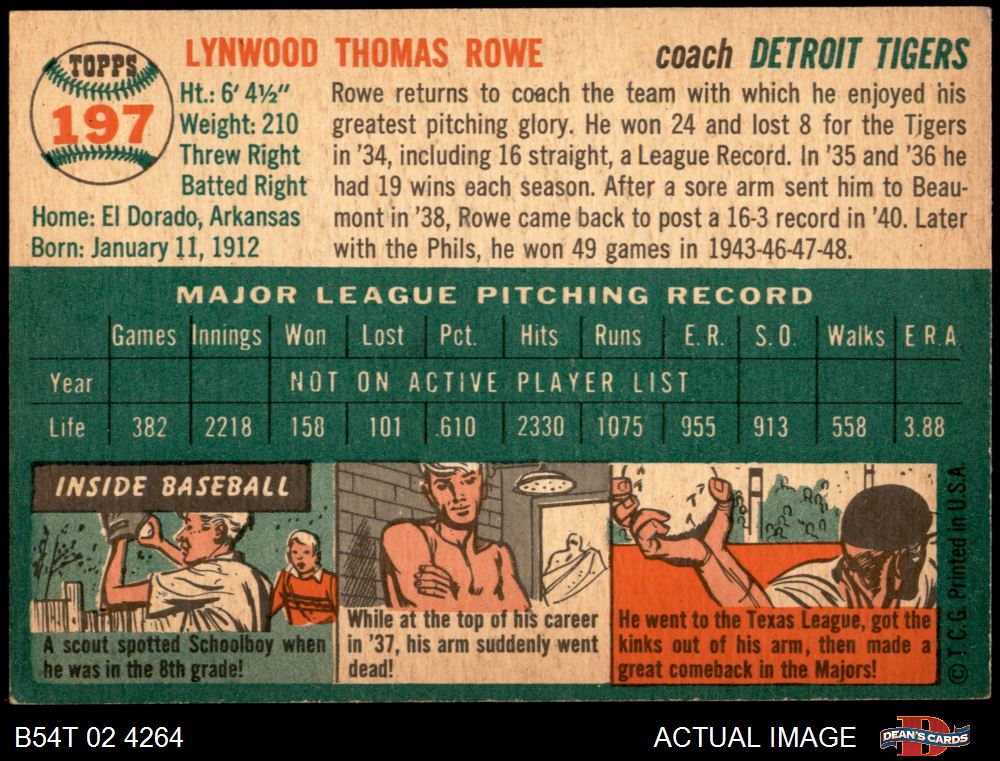 TOPPS
197
LYNWOOD THOMAS ROWE
coach DETROIT TIGERS
Ht.: 6' 4½"
Weight: 210
Threw Right
Batted Right
Home: El Dorado, Arkansas
Born: January 11, 1912
Rowe returns to coach the team with which he enjoyed his
greatest pitching glory. He won 24 and lost 8 for the Tigers
in '34, including 16 straight, a League Record. In '35 and '36 he
had 19 wins each season. After a sore arm sent him to Beau-
mont in '38, Rowe came back to post a 16-3 record in '40. Later
with the Phils, he won 49 games in 1943-46-47-48.
MAJOR LEAGUE PITCHING RECORD
Games Innings Won Lost Pct. Hits Runs E. R. S. O. Walks E R A
Year NOT ON ACTIVE PLAYER LIST
Life 382 2218 158 101 .610 2330 1075 955 913 558 3.88
INSIDE BASEBALL
A scout spotted Schoolboy when
he was in the 8th grade!
While at the top of his career
in '37, his arm suddenly went
dead!
He went to the Texas League, got the
kinks out of his arm, then made a
great comeback in the Majors!
© T. C. G. Printed in U.S.A.
B54T 02 4264
ACTUAL IMAGE
D
DEAN'S CARDS